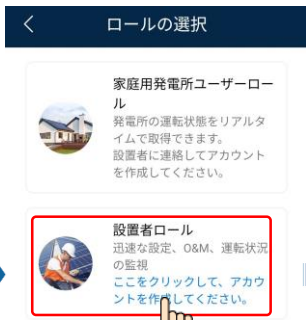 ロールの選択
家庭用発電所ユーザーロー
ル
発電所の運転状態をリアルタ
イムで取得できます。
設置者に連絡してアカウント
を作成してください。
設置者ロール
迅速な設定、O&M、運転状況
の監視
ここをクリックして、アカウ
ントを作成してください。